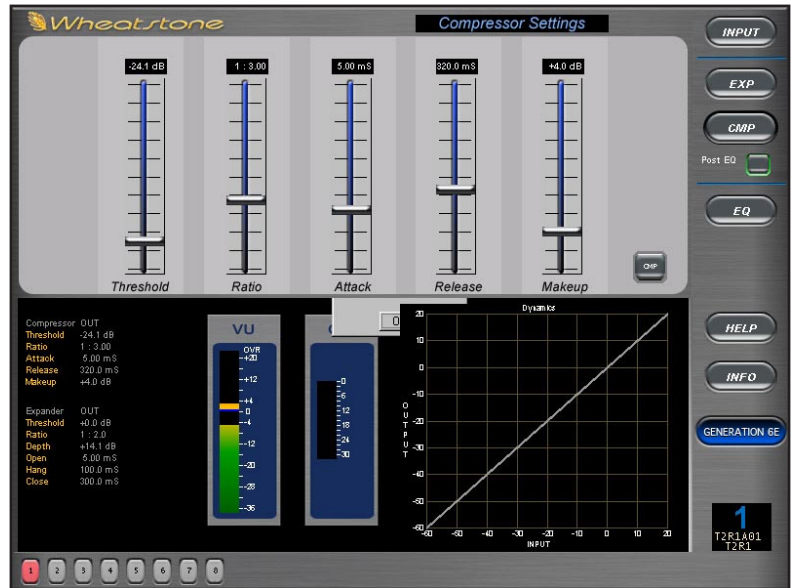 Wheatstone
Compressor Settings
-24.1 dB
1 : 3.00
5.00 mS
320.0 mS
+4.0 dB
Threshold
Ratio
Attack
Release
Makeup
CMP
INPUT
EXP
CMP
Post EQ
EQ
HELP
INFO
GENERATION 6E
1
T2R1A01
T2R1
Compressor OUT
Threshold -24.1 dB
Ratio 1 : 3.00
Attack 5.00 mS
Release 320.0 mS
Makeup +4.0 dB
Expander OUT
Threshold +0.0 dB
Ratio 1 : 2.0
Depth +14.1 dB
Open 5.00 mS
Hang 100.0 mS
Close 300.0 mS
VU
OVR
+20
+12
+4
0
-4
-12
-20
-28
-36
0
6
12
18
24
30
Dynamics
20
10
0
-10
-20
-30
-40
-50
-60
OUTPUT
-60 -50 -40 -30 -20 -10 0 10 20
INPUT
1 2 3 4 5 6 7 8